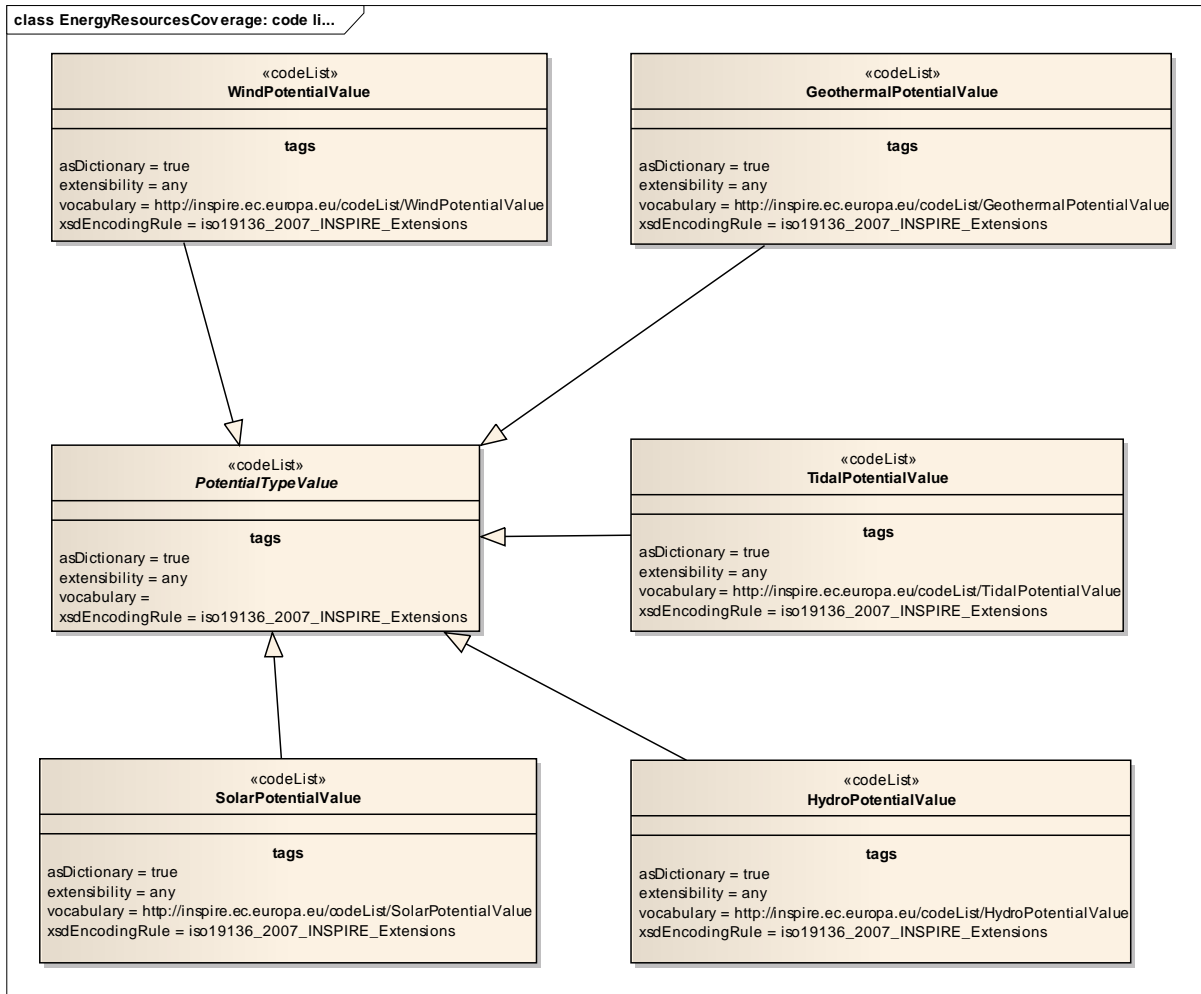 class EnergyResourcesCoverage: code li...
«codeList»
WindPotentialValue
tags
asDictionary = true
extensibility = any
vocabulary = http://inspire.ec.europa.eu/codeList/WindPotentialValue
xsdEncodingRule = iso19136_2007_INSPIRE_Extensions
«codeList»
GeothermalPotentialValue
tags
asDictionary = true
extensibility = any
vocabulary = http://inspire.ec.europa.eu/codeList/GeothermalPotentialValue
xsdEncodingRule = iso19136_2007_INSPIRE_Extensions
«codeList»
PotentialTypeValue
tags
asDictionary = true
extensibility = any
vocabulary =
xsdEncodingRule = iso19136_2007_INSPIRE_Extensions
«codeList»
TidalPotentialValue
tags
asDictionary = true
extensibility = any
vocabulary = http://inspire.ec.europa.eu/codeList/TidalPotentialValue
xsdEncodingRule = iso19136_2007_INSPIRE_Extensions
«codeList»
SolarPotentialValue
tags
asDictionary = true
extensibility = any
vocabulary = http://inspire.ec.europa.eu/codeList/SolarPotentialValue
xsdEncodingRule = iso19136_2007_INSPIRE_Extensions
«codeList»
HydroPotentialValue
tags
asDictionary = true
extensibility = any
vocabulary = http://inspire.ec.europa.eu/codeList/HydroPotentialValue
xsdEncodingRule = iso19136_2007_INSPIRE_Extensions